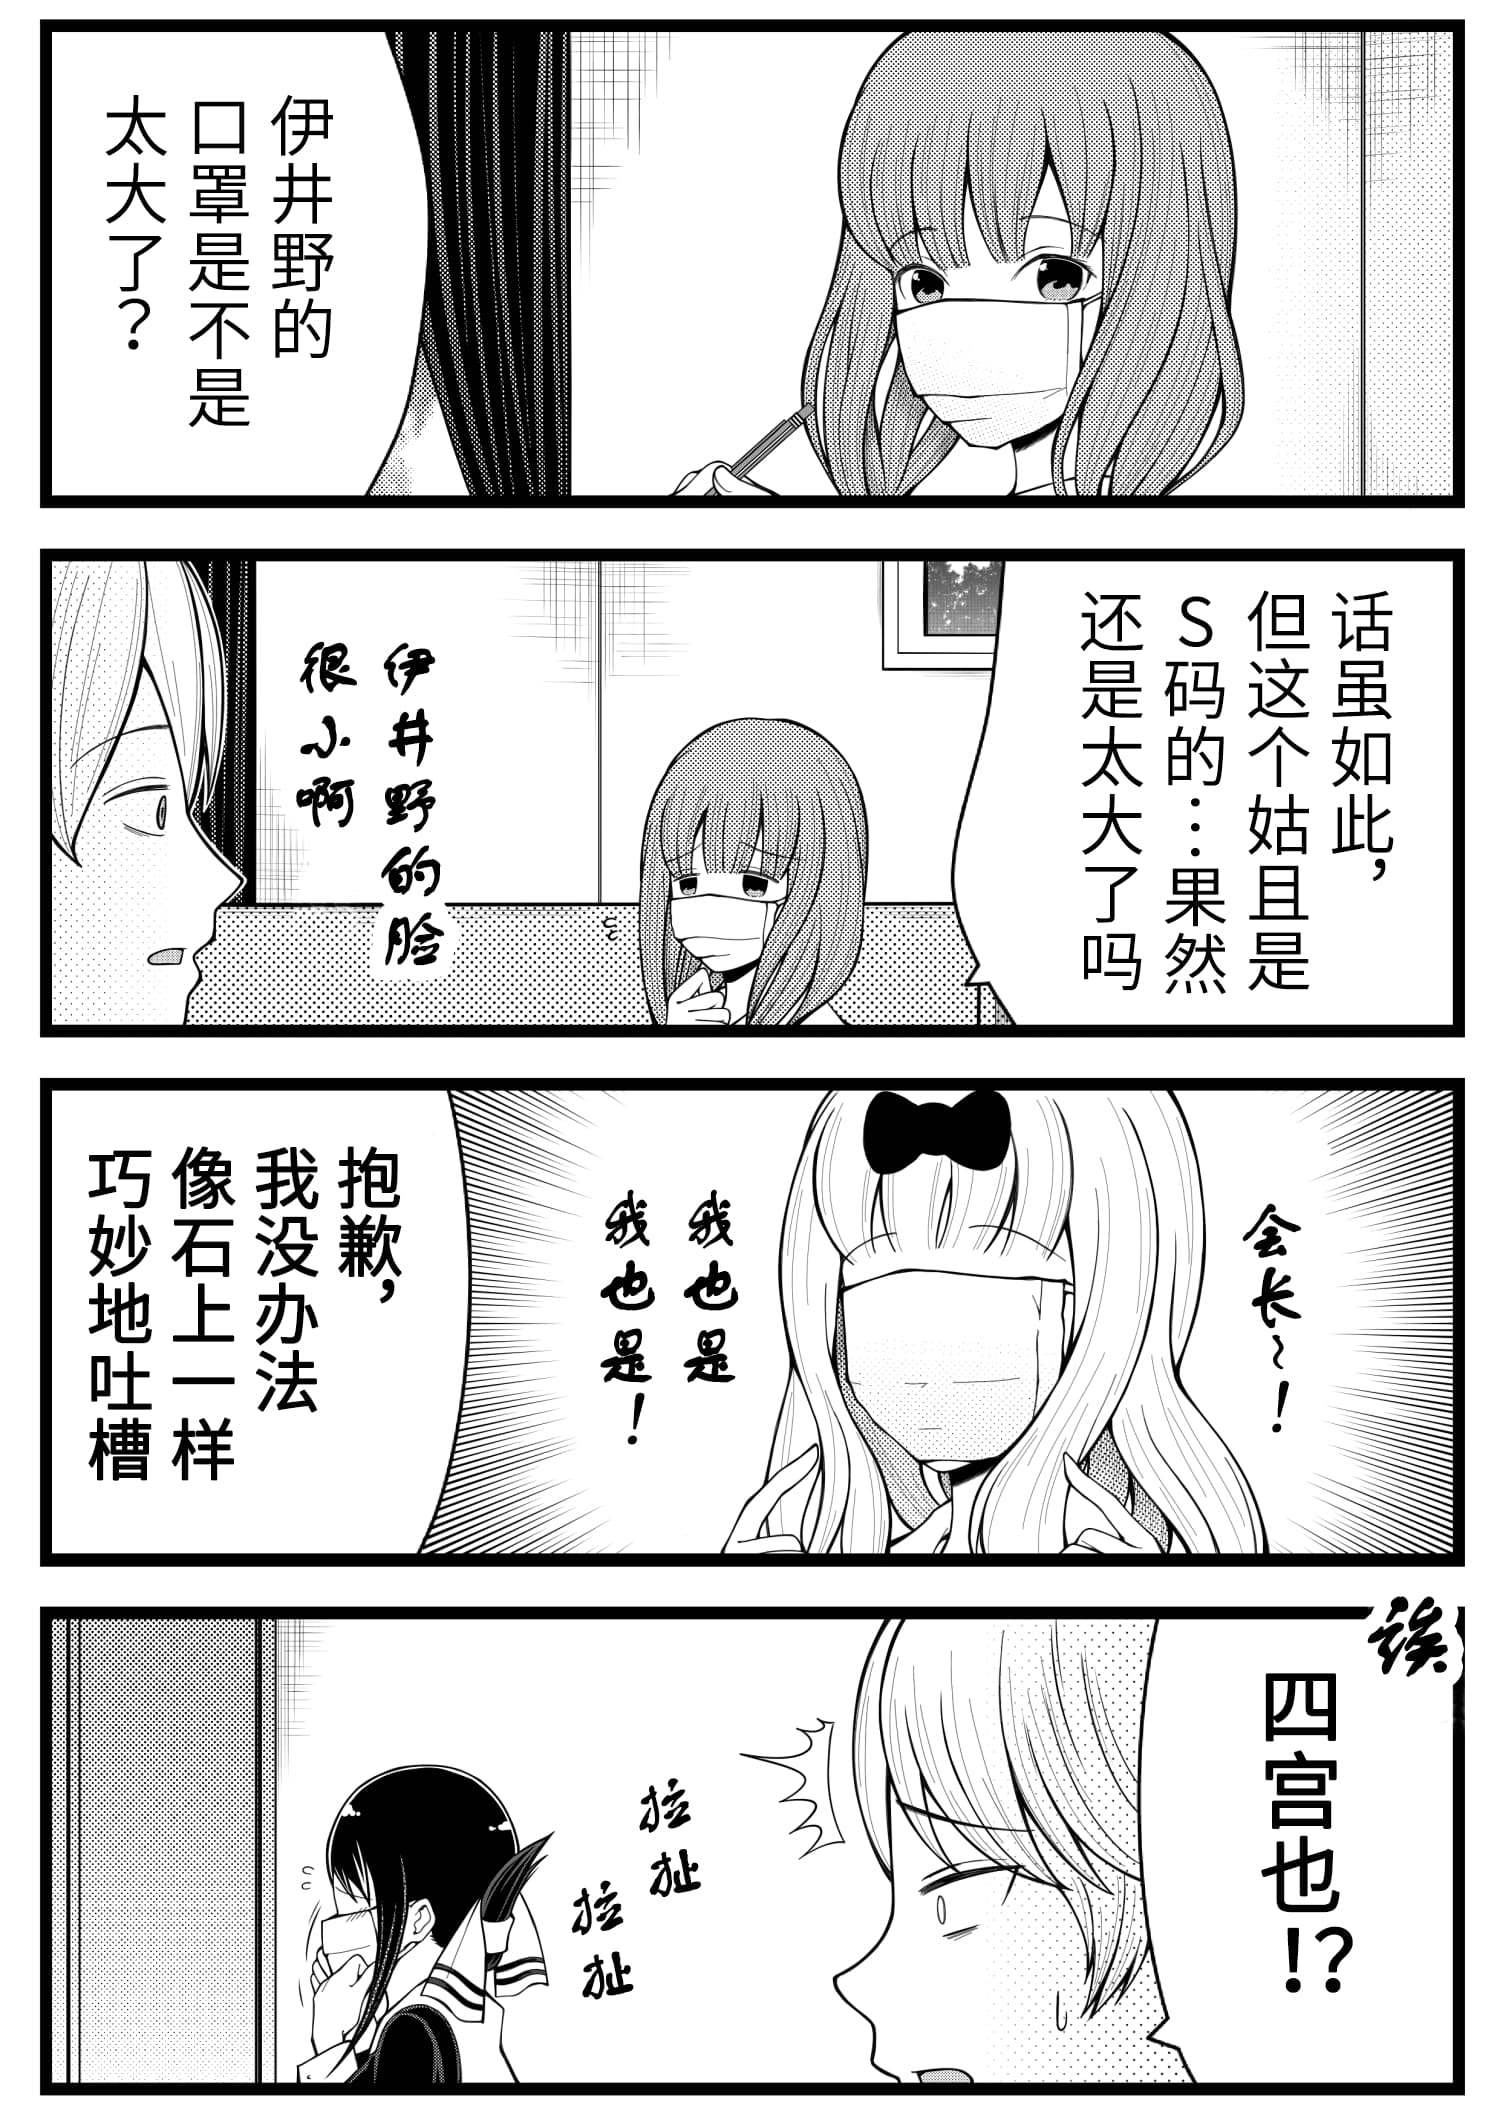 伊井野的
口罩是不是
太大了？
话虽如此，
但这个姑且是
S码的…果然
还是太大了吗
伊井野的脸
很小啊
会长~！
我也是
我也是！
抱歉，
我没办法
像石上一样
巧妙地吐槽
诶
四宫也!?
拉扯
拉扯